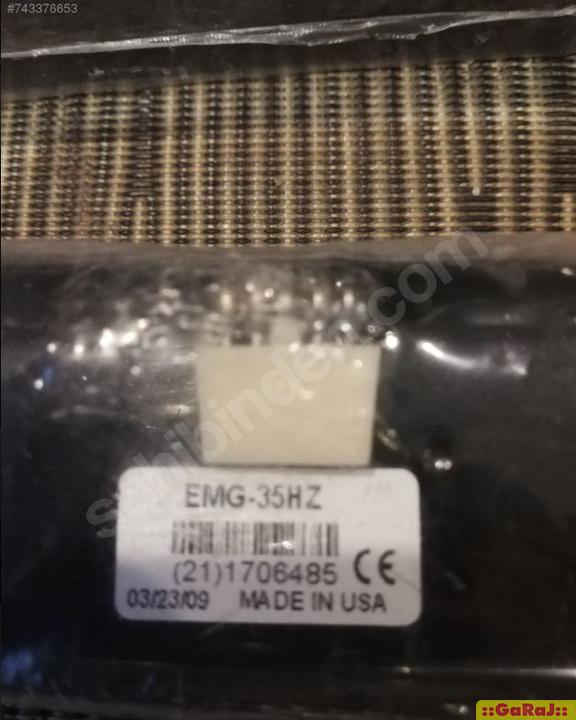 #743376653
sahibinden.com
EMG-35HZ
(21)1706485 CE
03/23/09 MADE IN USA
::GaRaJ::